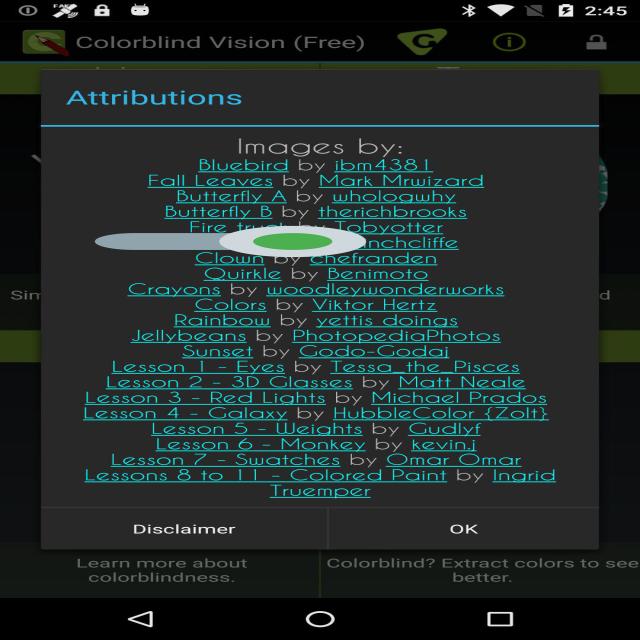 2:45
Colorblind Vision (Free)
Attributions
Images by:
Bluebird by ibm4381
Fall Leaves by Mark Mrwizard
Butterfly A by whologwhy
Butterfly B by therichbrooks
Fire truck by Tobyotter
nchcliffe
Clown by chefranden
Quirkle by Benimoto
Crayons by woodleywonderworks
Colors by Viktor Hertz
Rainbow by yettis doings
Jellybeans by PhotopediaPhotos
Sunset by Godo-Godaj
Lesson 1 - Eyes by Tessa_the_Pisces
Lesson 2 - 3D Glasses by Matt Neale
Lesson 3 - Red Lights by Michael Prados
Lesson 4 - Galaxy by HubbleColor {Zolt}
Lesson 5 - Weights by Gudlyf
Lesson 6 - Monkey by kevinj
Lesson 7 - Swatches by Omar Omar
Lessons 8 to 11 - Colored Paint by Ingrid
Truemper
Disclaimer
OK
Learn more about
colorblindness.
Colorblind? Extract colors to see
better.